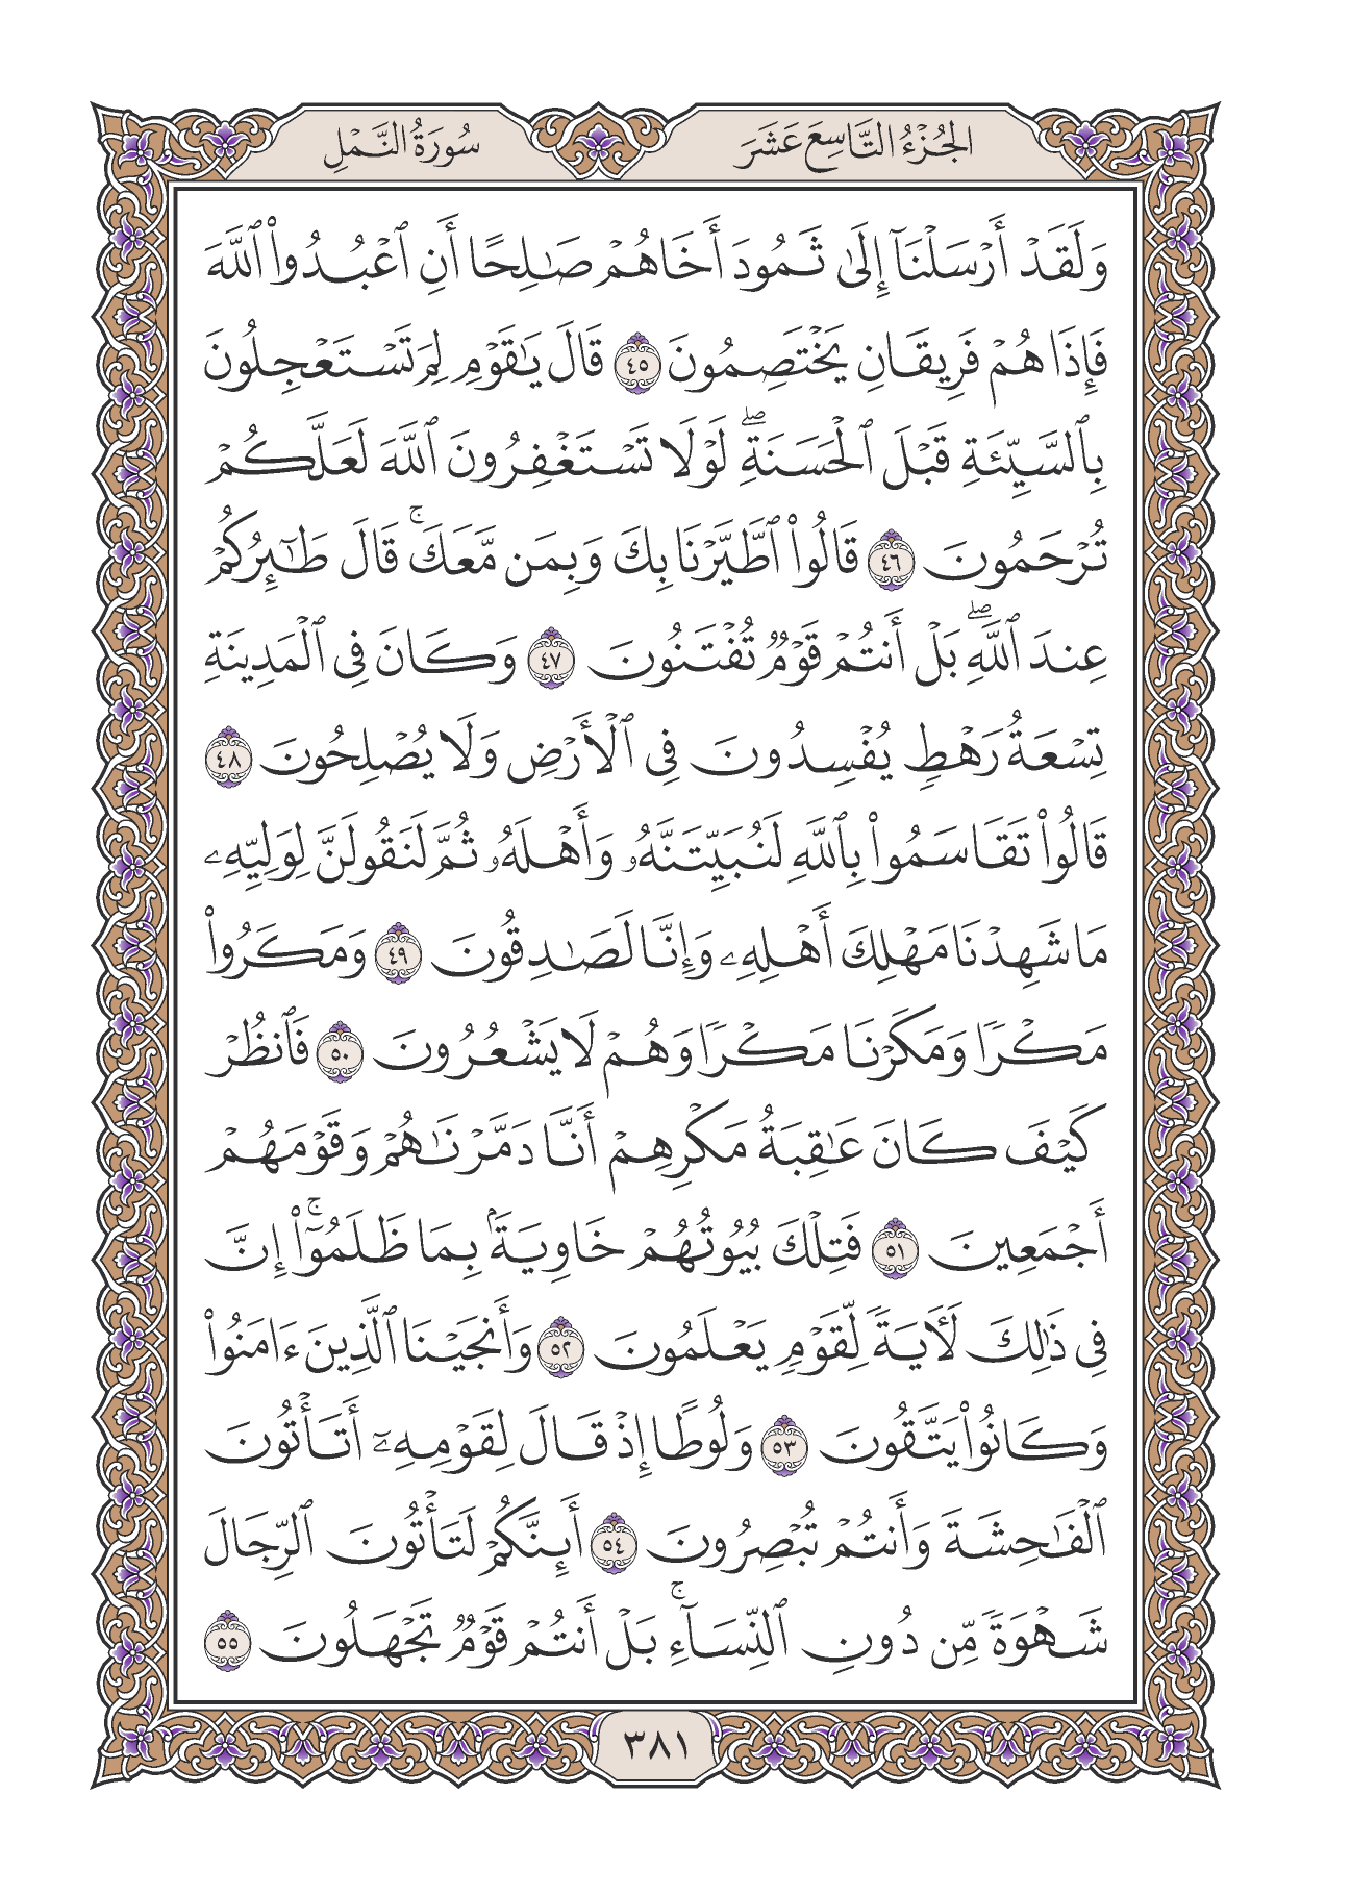 الجُزْءُ التَّاسِعَ عَشَرَ
سُورَةُ النَّمْلِ
وَلَقَدْ أَرْسَلْنَآ إِلَىٰ ثَمُودَ أَخَاهُمْ صَٰلِحًا أَنِ ٱعْبُدُوا۟ ٱللَّهَ
فَإِذَا هُمْ فَرِيقَانِ يَخْتَصِمُونَ ٤٥ قَالَ يَٰقَوْمِ لِمَ تَسْتَعْجِلُونَ
بِٱلسَّيِّئَةِ قَبْلَ ٱلْحَسَنَةِ ۖ لَوْلَا تَسْتَغْفِرُونَ ٱللَّهَ لَعَلَّكُمْ
تُرْحَمُونَ ٤٦ قَالُوا۟ ٱطَّيَّرْنَا بِكَ وَبِمَن مَّعَكَ ۚ قَالَ طَٰٓئِرُكُمْ
عِندَ ٱللَّهِ ۖ بَلْ أَنتُمْ قَوْمٌ تُفْتَنُونَ ٤٧ وَكَانَ فِى ٱلْمَدِينَةِ
تِسْعَةُ رَهْطٍ يُفْسِدُونَ فِى ٱلْأَرْضِ وَلَا يُصْلِحُونَ ٤٨
قَالُوا۟ تَقَاسَمُوا۟ بِٱللَّهِ لَنُبَيِّتَنَّهُۥ وَأَهْلَهُۥ ثُمَّ لَنَقُولَنَّ لِوَلِيِّهِۦ
مَا شَهِدْنَا مَهْلِكَ أَهْلِهِۦ وَإِنَّا لَصَٰدِقُونَ ٤٩ وَمَكَرُوا۟
مَكْرًا وَمَكَرْنَا مَكْرًا وَهُمْ لَا يَشْعُرُونَ ٥٠ فَٱنظُرْ
كَيْفَ كَانَ عَٰقِبَةُ مَكْرِهِمْ أَنَّا دَمَّرْنَٰهُمْ وَقَوْمَهُمْ
أَجْمَعِينَ ٥١ فَتِلْكَ بُيُوتُهُمْ خَاوِيَةًۢ بِمَا ظَلَمُوٓا۟ ۚ إِنَّ
فِى ذَٰلِكَ لَءَايَةً لِّقَوْمٍ يَعْلَمُونَ ٥٢ وَأَنجَيْنَا ٱلَّذِينَ ءَامَنُوا۟
وَكَانُوا۟ يَتَّقُونَ ٥٣ وَلُوطًا إِذْ قَالَ لِقَوْمِهِۦٓ أَتَأْتُونَ
ٱلْفَٰحِشَةَ وَأَنتُمْ تُبْصِرُونَ ٥٤ أَئِنَّكُمْ لَتَأْتُونَ ٱلرِّجَالَ
شَهْوَةً مِّن دُونِ ٱلنِّسَآءِ ۚ بَلْ أَنتُمْ قَوْمٌ تَجْهَلُونَ ٥٥
٣٨١